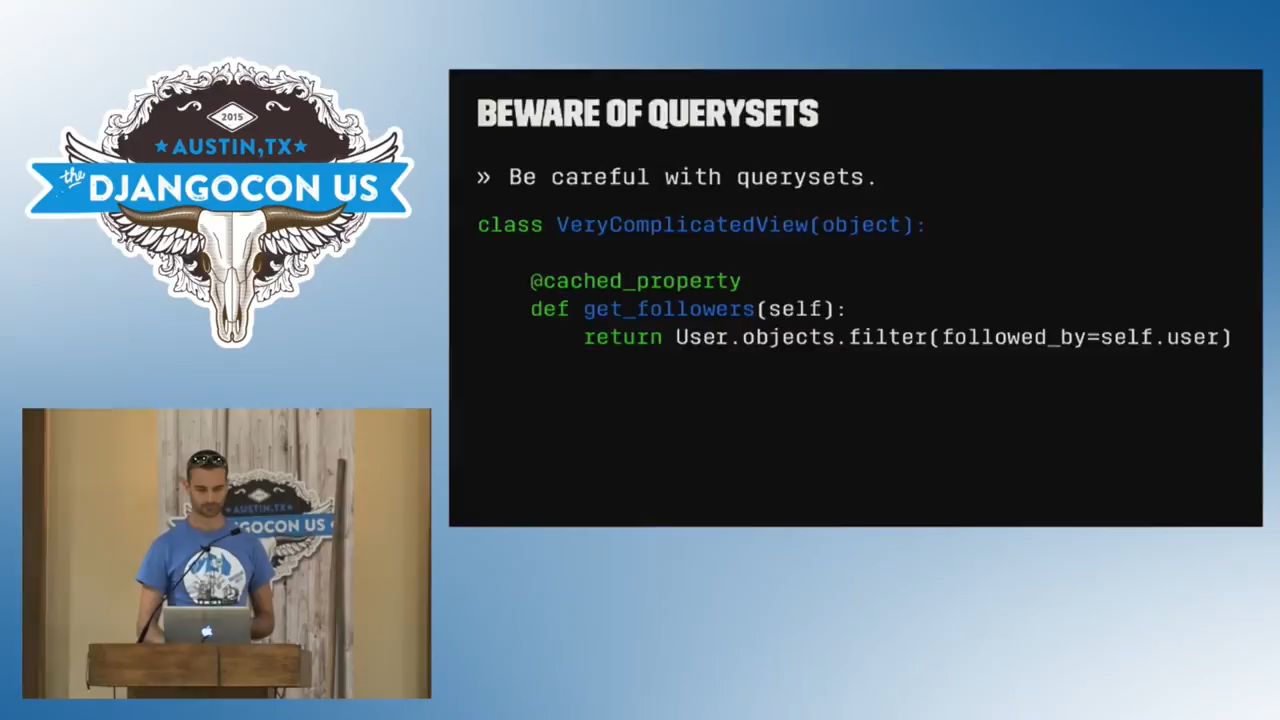 2015
AUSTIN, TX
the
DJANGOCON US
BEWARE OF QUERYSETS
» Be careful with querysets.
class VeryComplicatedView(object):
@cached_property
def get_followers(self):
return User.objects.filter(followed_by=self.user)
AUSTIN, TX
GOCON US